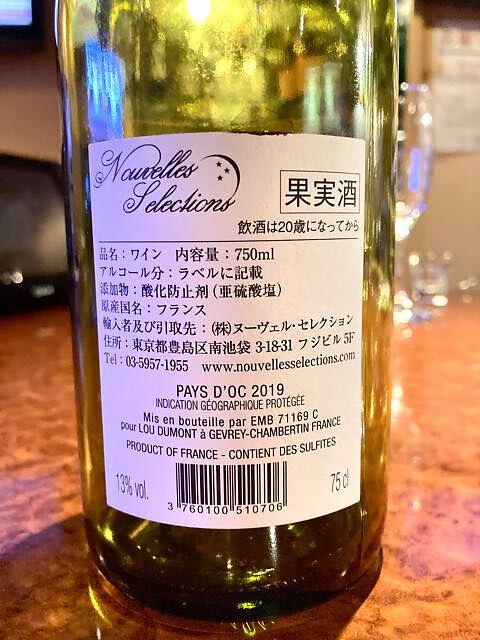 Nouvelles
Selections
果実酒
飲酒は20歳になってから
品名：ワイン　内容量：750ml
アルコール分：ラベルに記載
添加物：酸化防止剤（亜硫酸塩）
原産国名：フランス
輸入者及び引取先：㈱ヌーヴェル・セレクション
住所：東京都豊島区南池袋 3-18-31 フジビル 5F
Tel：03-5957-1955　www.nouvellesselections.com
PAYS D'OC 2019
INDICATION GÉOGRAPHIQUE PROTÉGÉE
Mis en bouteille par EMB 71169 C
pour LOU DUMONT à GEVREY-CHAMBERTIN FRANCE
PRODUCT OF FRANCE - CONTIENT DES SULFITES
13% vol.
75 cl
3 760100 510706